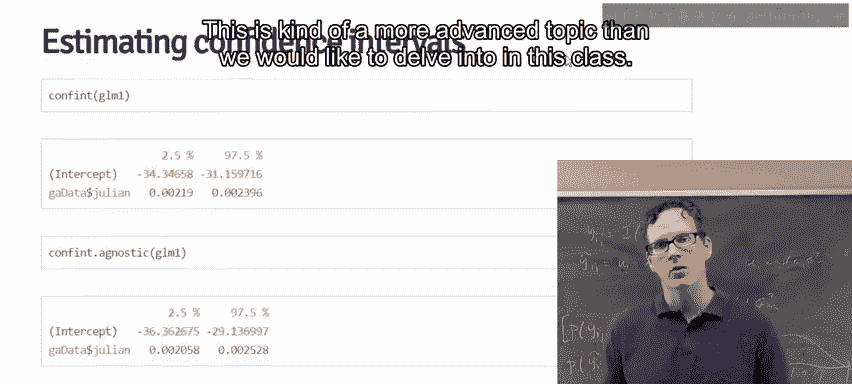 This is kind of a more advanced topic than
we would like to delve into in this class.
Estimating confidence intervals
confint(glm1)
2.5 % 97.5 %
(Intercept) -34.34658 -31.159716
gaData$julian 0.00219 0.002396
confint.agnostic(glm1)
2.5 % 97.5 %
(Intercept) -36.362675 -29.136997
gaData$julian 0.002058 0.002528